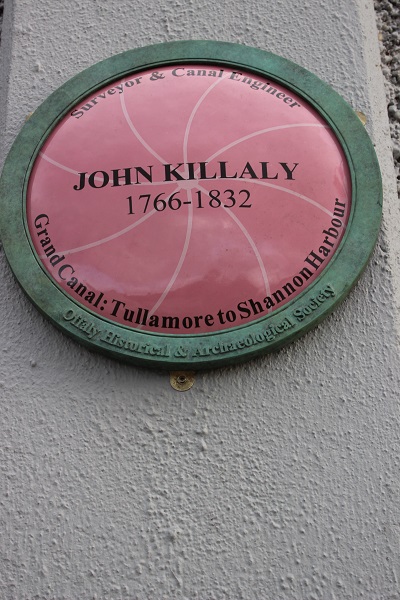 Surveyor & Canal Engineer
JOHN KILLALY
1766-1832
Grand Canal: Tullamore to Shannon Harbour
Offaly Historical & Archaeological Society